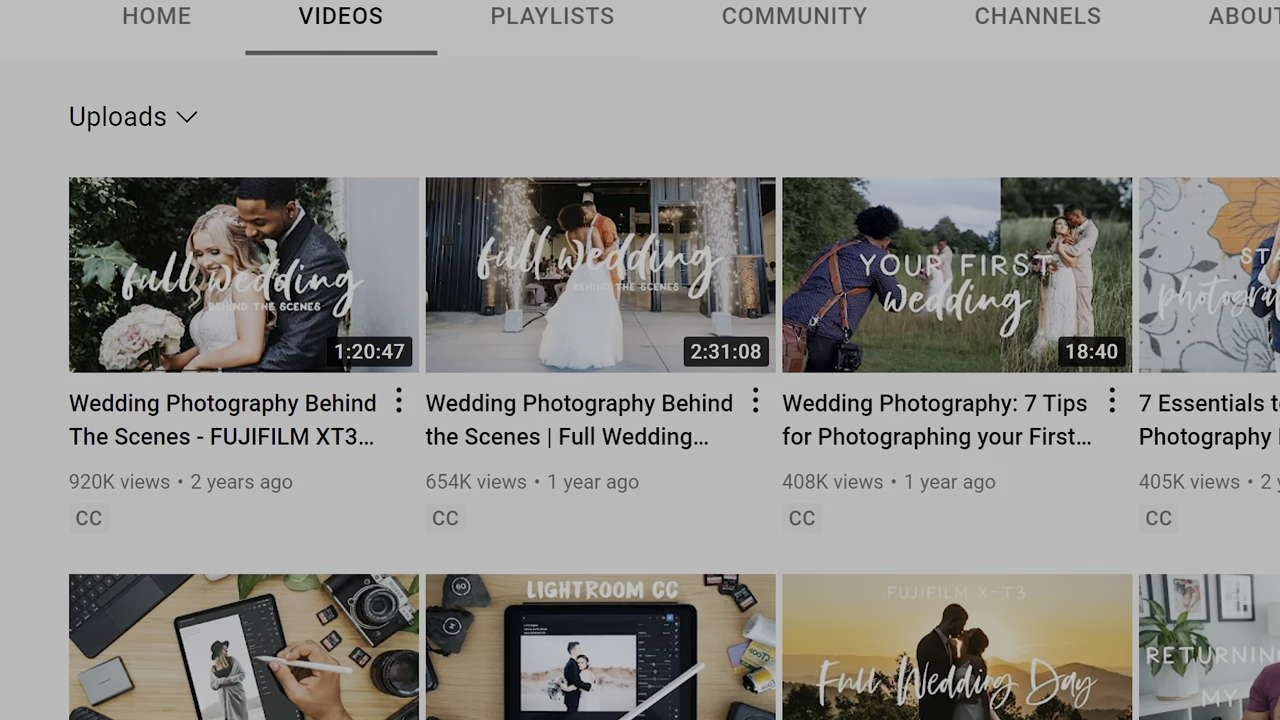 HOME VIDEOS PLAYLISTS COMMUNITY CHANNELS ABOUT
Uploads
full wedding
BEHIND THE SCENES
1:20:47
full wedding
BEHIND THE SCENES
2:31:08
YOUR FIRST
wedding
18:40
Wedding Photography Behind
The Scenes - FUJIFILM XT3...
920K views • 2 years ago
CC
Wedding Photography Behind
the Scenes | Full Wedding...
654K views • 1 year ago
CC
Wedding Photography: 7 Tips
for Photographing your First...
408K views • 1 year ago
CC
7 Essentials
Photography
405K views • 2
CC
LIGHTROOM CC
FUJIFILM X-T3
Full Wedding Day
RETURNING
MY